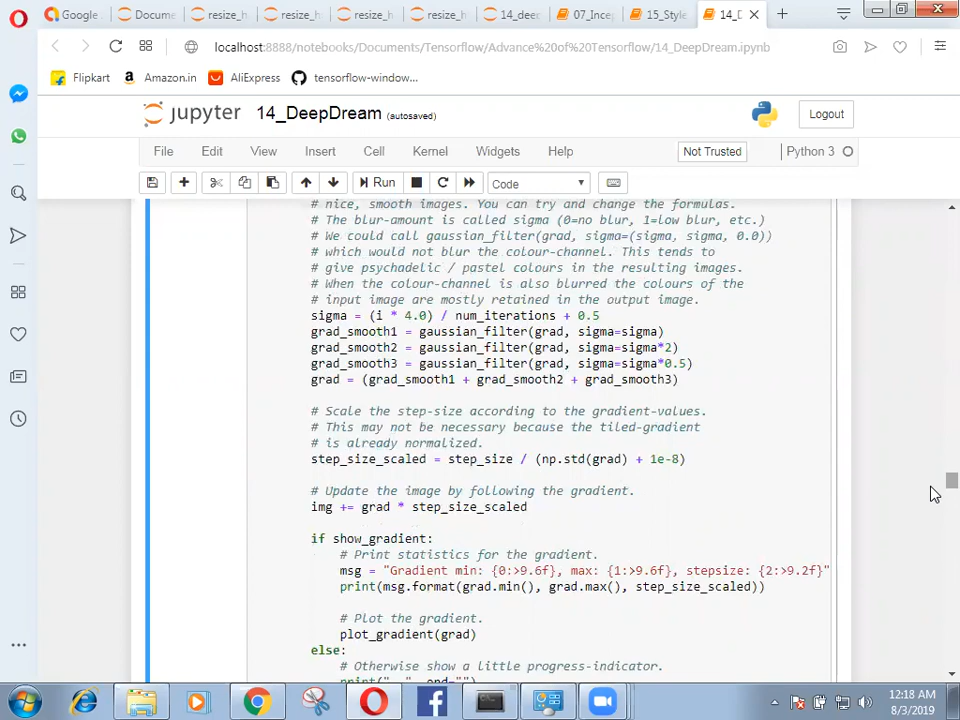 Google
Docume
resize_h
resize_h
resize_h
resize_h
14_dee
07_Ince
15_Style
14_D
localhost:8888/notebooks/Documents/Tensorflow/Advance%20of%20Tensorflow/14_DeepDream.ipynb
Flipkart
Amazon.in
AliExpress
tensorflow-window...
jupyter
14_DeepDream (autosaved)
Logout
File Edit View Insert Cell Kernel Widgets Help
Not Trusted
Python 3
Run
Code
# nice, smooth images. You can try and change the formulas.
# The blur-amount is called sigma (0=no blur, 1=low blur, etc.)
# We could call gaussian_filter(grad, sigma=(sigma, sigma, 0.0))
# which would not blur the colour-channel. This tends to
# give psychadelic / pastel colours in the resulting images.
# When the colour-channel is also blurred the colours of the
# input image are mostly retained in the output image.
sigma = (i * 4.0) / num_iterations + 0.5
grad_smooth1 = gaussian_filter(grad, sigma=sigma)
grad_smooth2 = gaussian_filter(grad, sigma=sigma*2)
grad_smooth3 = gaussian_filter(grad, sigma=sigma*0.5)
grad = (grad_smooth1 + grad_smooth2 + grad_smooth3)
# Scale the step-size according to the gradient-values.
# This may not be necessary because the tiled-gradient
# is already normalized.
step_size_scaled = step_size / (np.std(grad) + 1e-8)
# Update the image by following the gradient.
img += grad * step_size_scaled
if show_gradient:
# Print statistics for the gradient.
msg = "Gradient min: {0:>9.6f}, max: {1:>9.6f}, stepsize: {2:>9.2f}"
print(msg.format(grad.min(), grad.max(), step_size_scaled))
# Plot the gradient.
plot_gradient(grad)
else:
# Otherwise show a little progress-indicator.
12:18 AM
8/3/2019